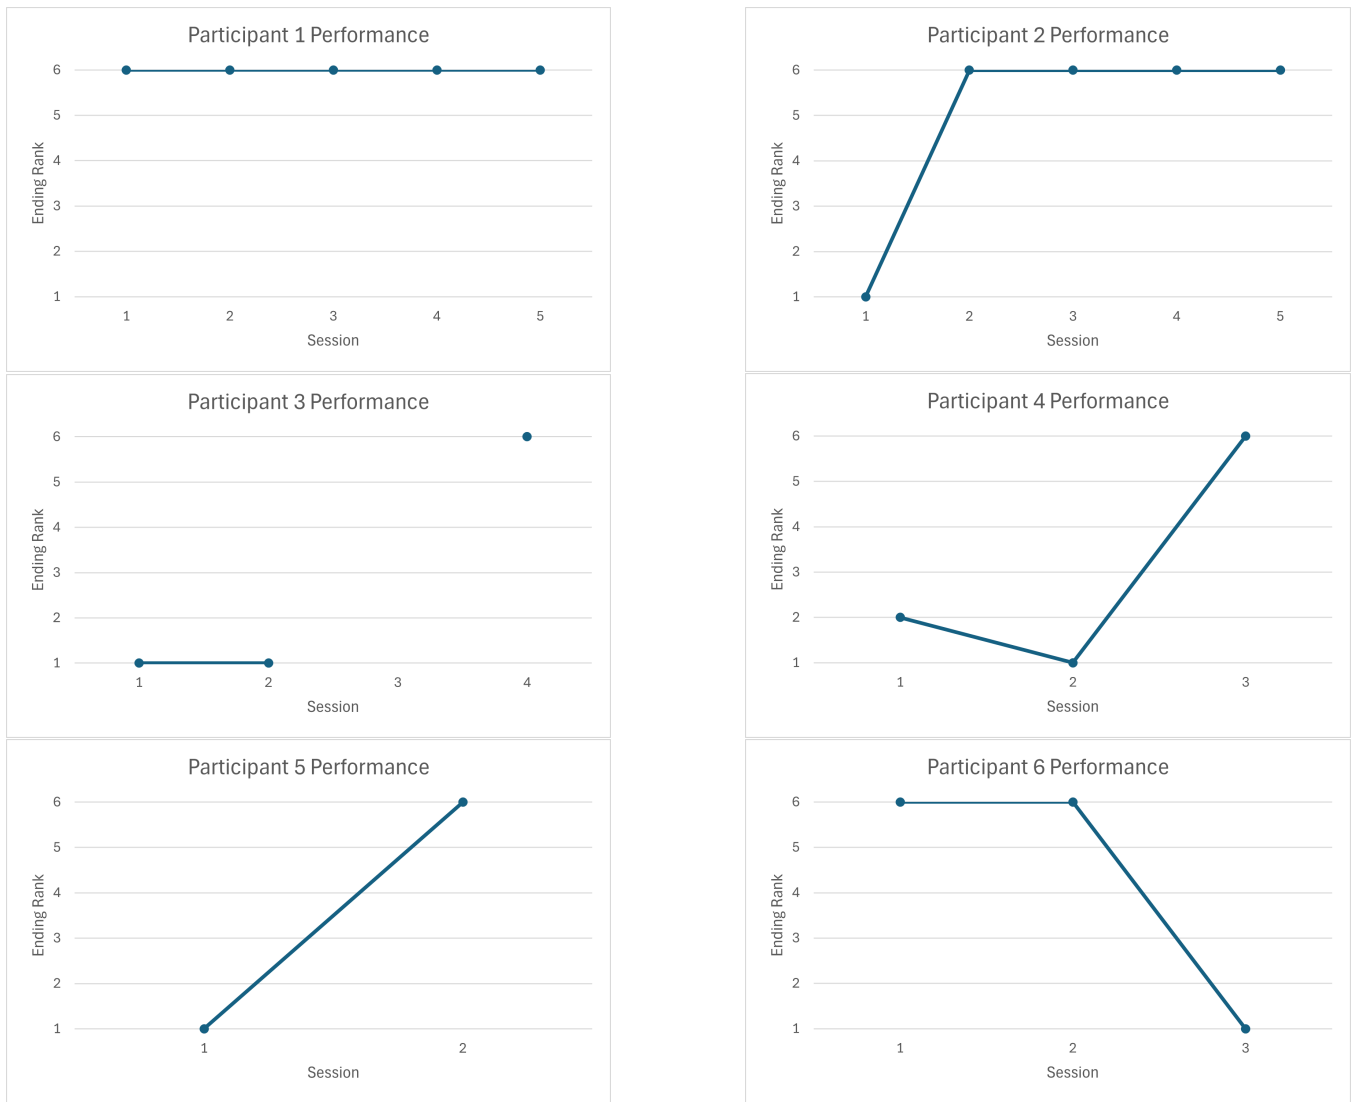 Participant 1 Performance
6
5
4
3
2
1
Ending Rank
1 2 3 4 5
Session
Participant 2 Performance
6
5
4
3
2
1
Ending Rank
1 2 3 4 5
Session
Participant 3 Performance
6
5
4
3
2
1
Ending Rank
1 2 3 4
Session
Participant 4 Performance
6
5
4
3
2
1
Ending Rank
1 2 3
Session
Participant 5 Performance
6
5
4
3
2
1
Ending Rank
1 2
Session
Participant 6 Performance
6
5
4
3
2
1
Ending Rank
1 2 3
Session